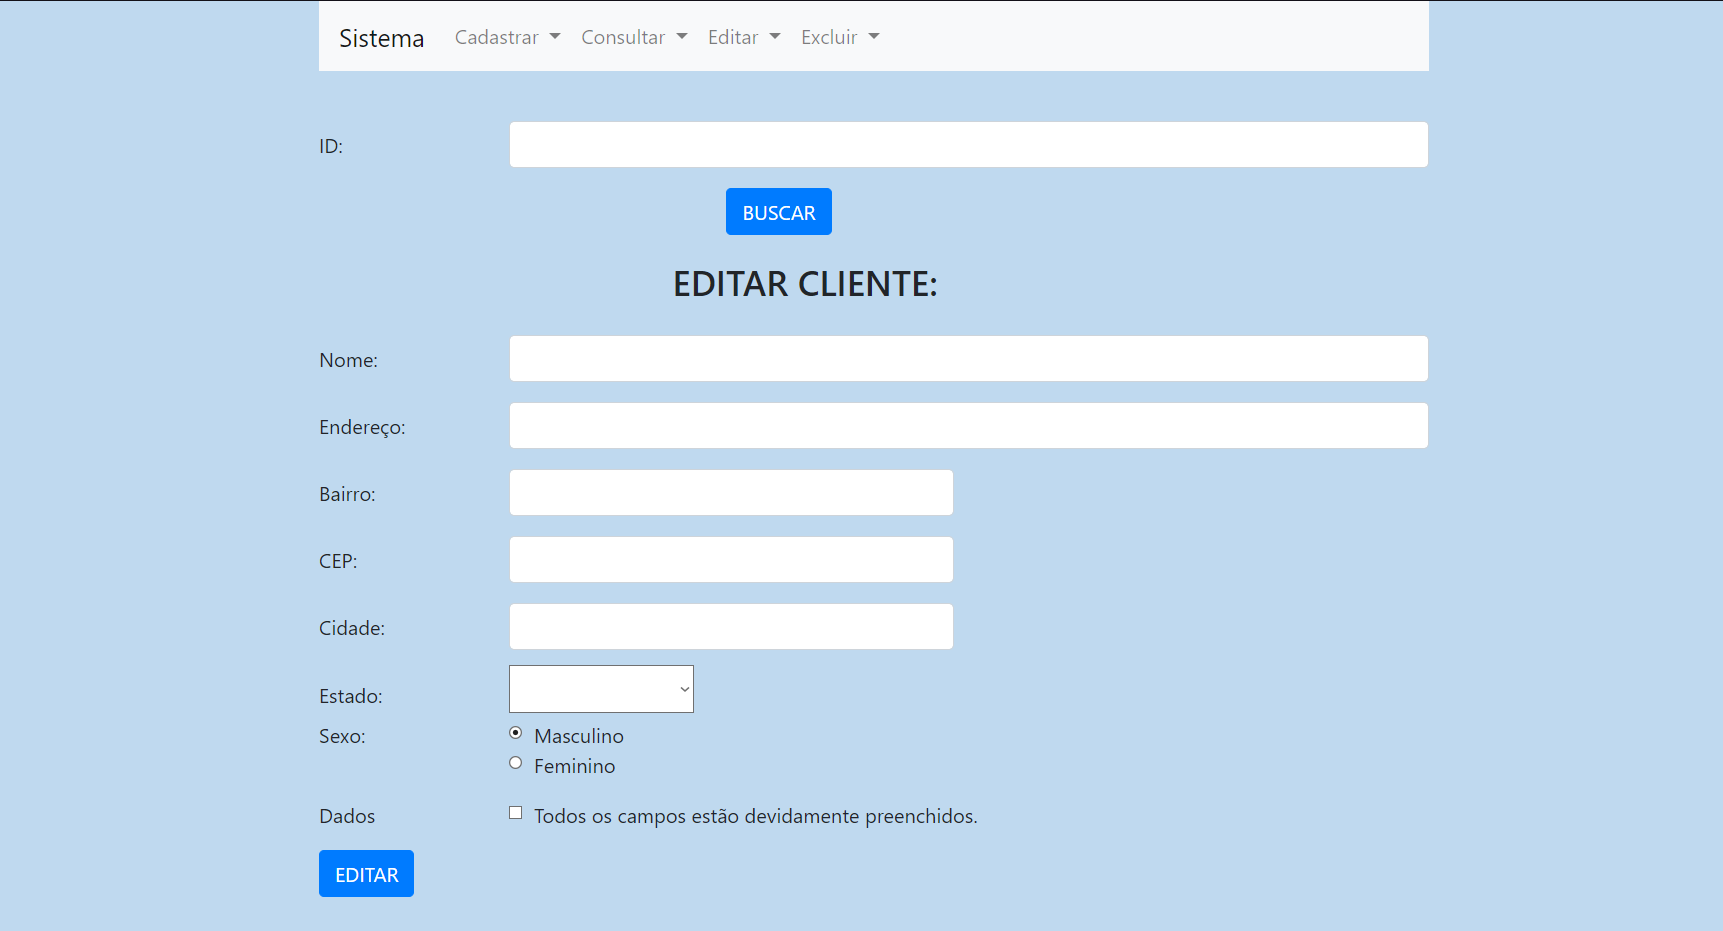 Sistema Cadastrar Consultar Editar Excluir
ID:
BUSCAR
EDITAR CLIENTE:
Nome:
Endereço:
Bairro:
CEP:
Cidade:
Estado:
Sexo: Masculino
Feminino
Dados Todos os campos estão devidamente preenchidos.
EDITAR